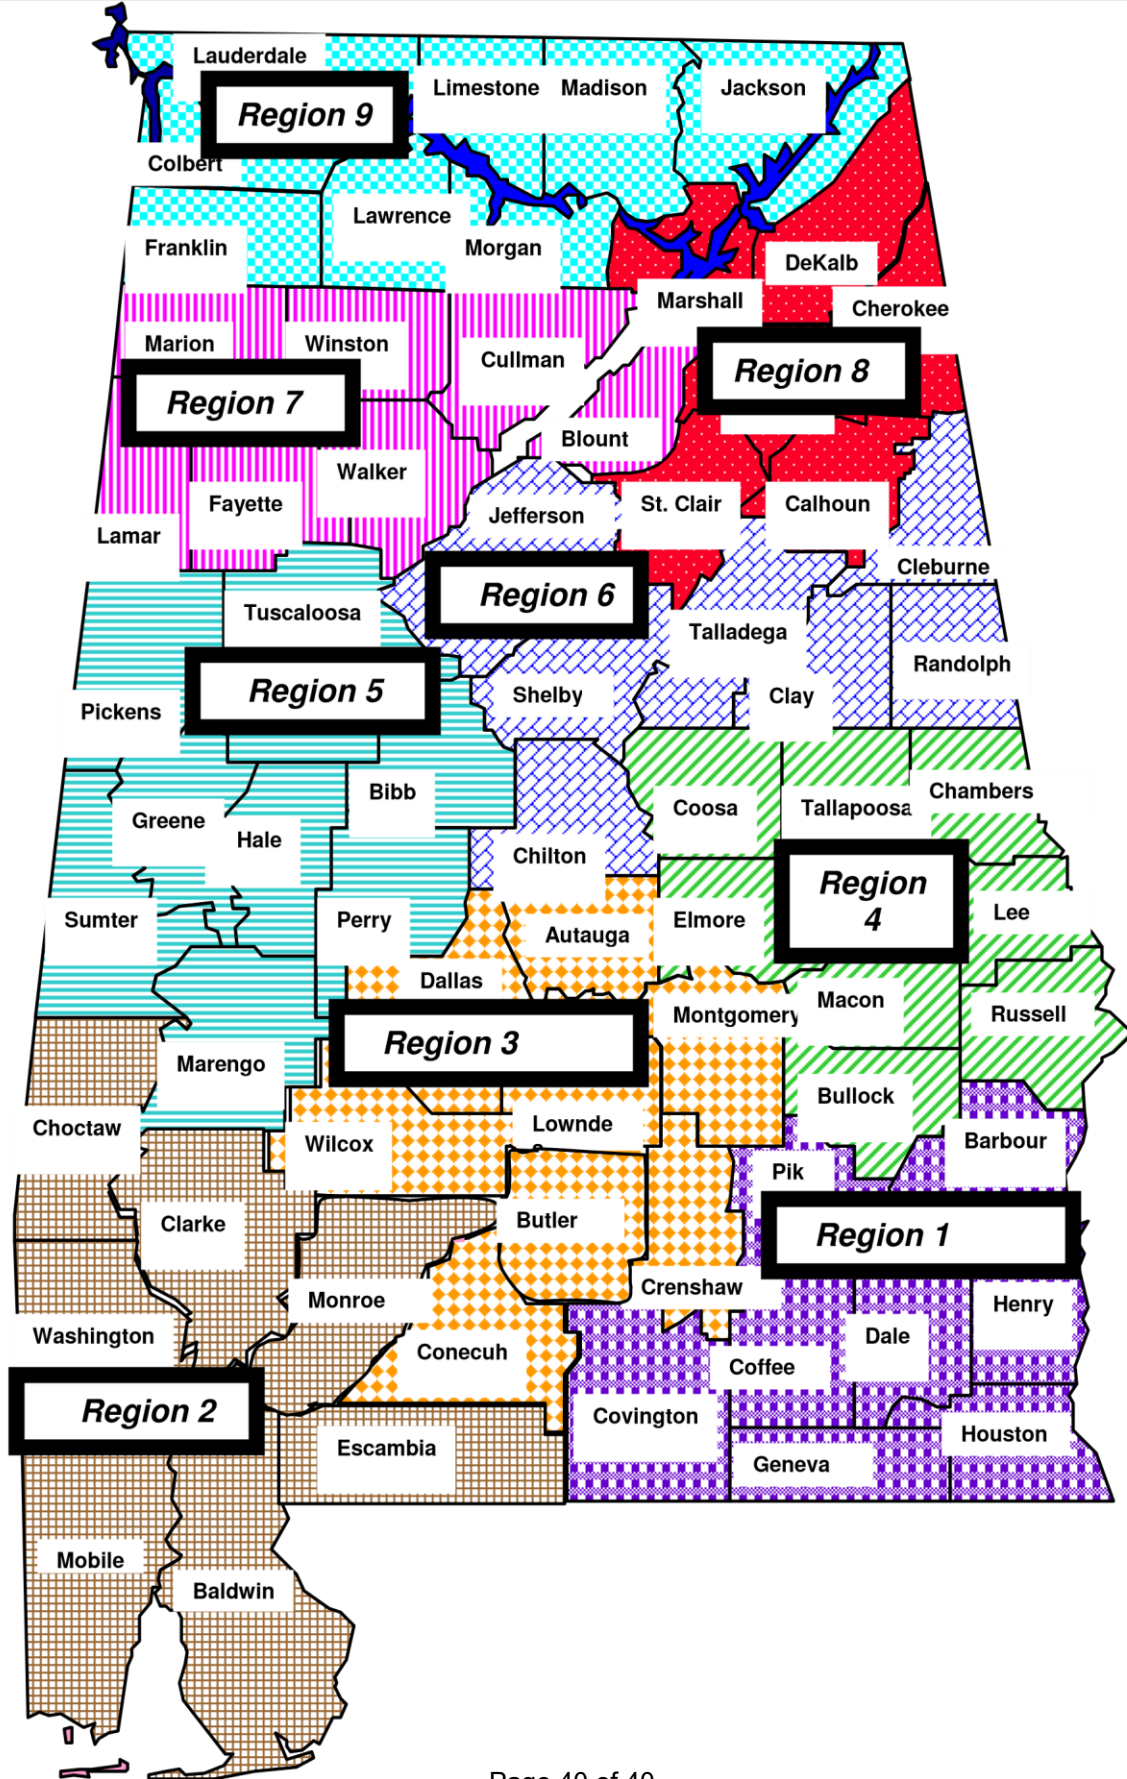 Lauderdale
Limestone
Madison
Jackson
Region 9
Colbert
Lawrence
Franklin
Morgan
DeKalb
Marshall
Cherokee
Marion
Winston
Cullman
Region 8
Region 7
Blount
Walker
Fayette
St. Clair
Calhoun
Jefferson
Lamar
Cleburne
Region 6
Tuscaloosa
Talladega
Randolph
Region 5
Shelby
Clay
Pickens
Bibb
Chambers
Coosa
Tallapoosa
Greene
Hale
Chilton
Region
4
Lee
Sumter
Perry
Elmore
Autauga
Dallas
Macon
Montgomery
Russell
Region 3
Marengo
Bullock
Choctaw
Lownde
Wilcox
Barbour
Pik
Clarke
Butler
Region 1
Crenshaw
Monroe
Henry
Washington
Dale
Conecuh
Coffee
Region 2
Covington
Houston
Escambia
Geneva
Mobile
Baldwin
Page 40 of 40